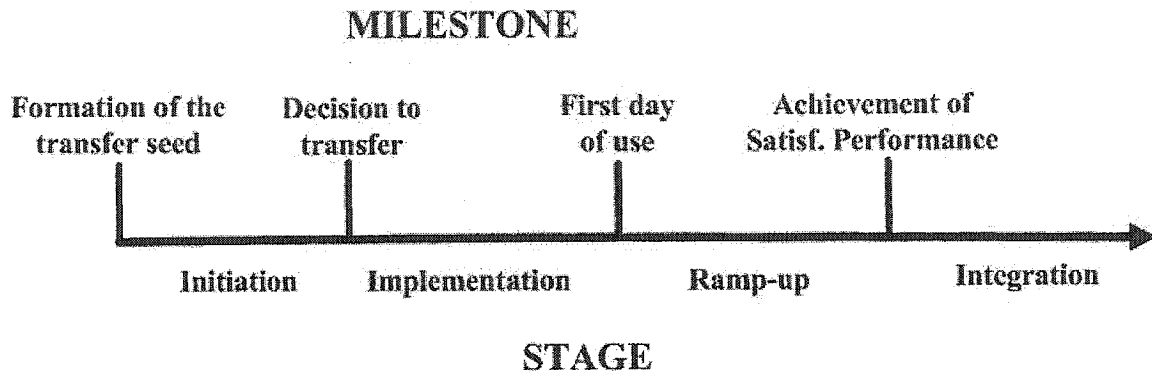 MILESTONE
Formation of the
transfer seed
Decision to
transfer
First day
of use
Achievement of
Satisf. Performance
Initiation
Implementation
Ramp-up
Integration
STAGE